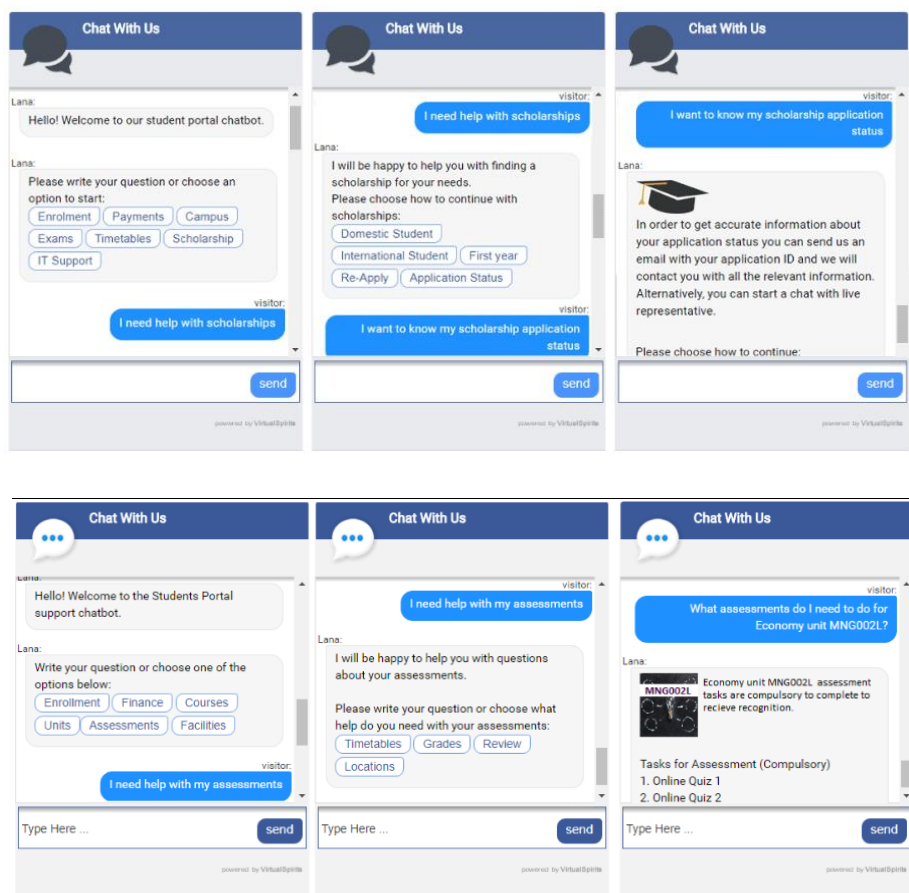 Chat With Us
Lana:
Hello! Welcome to our student portal chatbot.
Lana:
Please write your question or choose an
option to start:
Enrolment Payments Campus
Exams Timetables Scholarship
IT Support
visitor:
I need help with scholarships
send
powered by VirtualSpirits
Chat With Us
visitor:
I need help with scholarships
Lana:
I will be happy to help you with finding a
scholarship for your needs.
Please choose how to continue with
scholarships:
Domestic Student
International Student First year
Re-Apply Application Status
visitor:
I want to know my scholarship application
status
send
powered by VirtualSpirits
Chat With Us
visitor:
I want to know my scholarship application
status
Lana:
In order to get accurate information about
your application status you can send us an
email with your application ID and we will
contact you with all the relevant information.
Alternatively, you can start a chat with live
representative.
Please choose how to continue:
send
powered by VirtualSpirits
Chat With Us
Lana:
Hello! Welcome to the Students Portal
support chatbot.
Lana:
Write your question or choose one of the
options below:
Enrollment Finance Courses
Units Assessments Facilities
visitor:
I need help with my assessments
Type Here ...
send
powered by VirtualSpirits
Chat With Us
visitor:
I need help with my assessments
Lana:
I will be happy to help you with questions
about your assessments.
Please write your question or choose what
help do you need with your assessments:
Timetables Grades Review
Locations
Type Here ...
send
powered by VirtualSpirits
Chat With Us
visitor:
What assessments do I need to do for
Economy unit MNG002L?
Lana:
MNG002L
Economy unit MNG002L assessment
tasks are compulsory to complete to
recieve recognition.
Tasks for Assessment (Compulsory)
1. Online Quiz 1
2. Online Quiz 2
Type Here ...
send
powered by VirtualSpirits